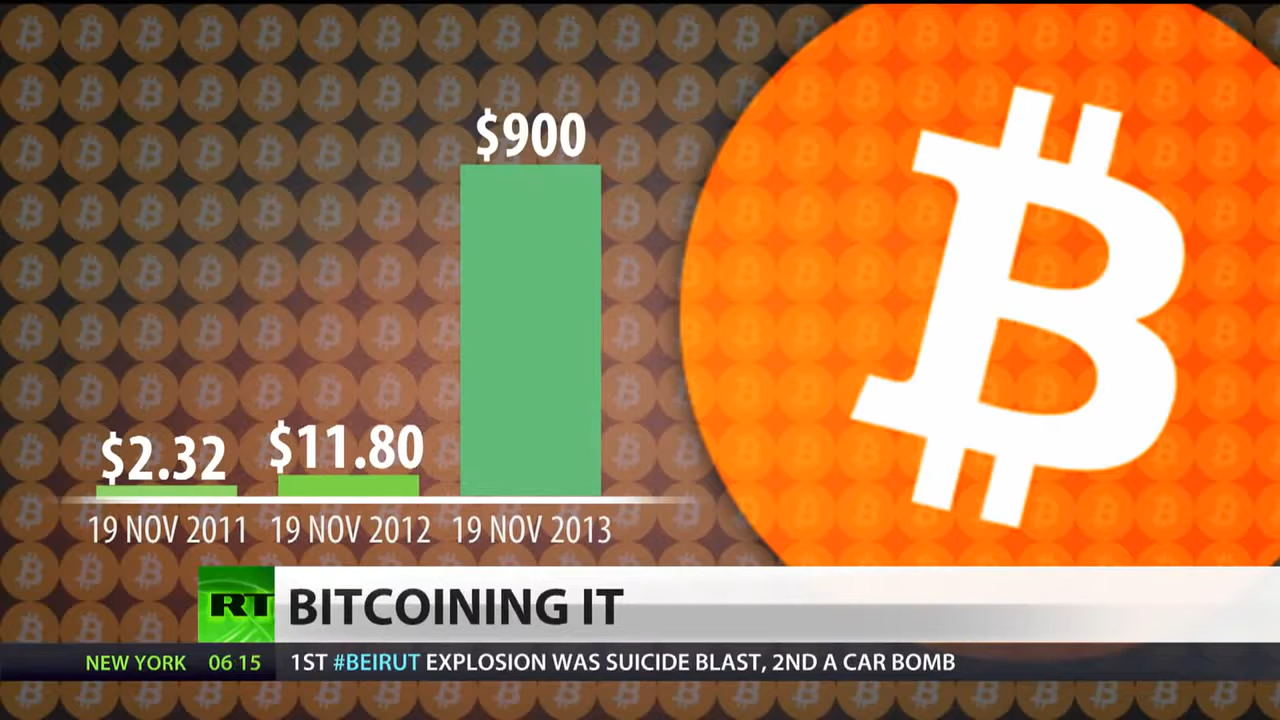 $900
$2.32
$11.80
19 NOV 2011
19 NOV 2012
19 NOV 2013
RT
BITCOINING IT
NEW YORK 06 15
1ST #BEIRUT EXPLOSION WAS SUICIDE BLAST, 2ND A CAR BOMB